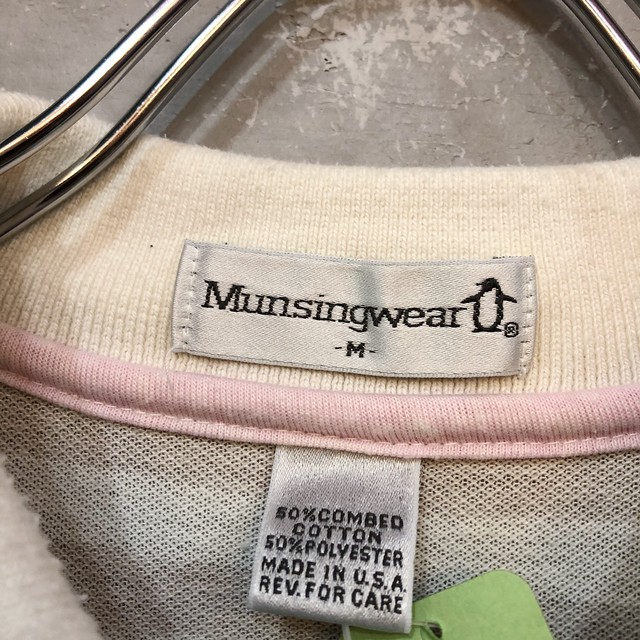 Munsingwear®
-M-
50%COMBED
COTTON
50%POLYESTER
MADE IN U.S.A
REV. FOR CARE